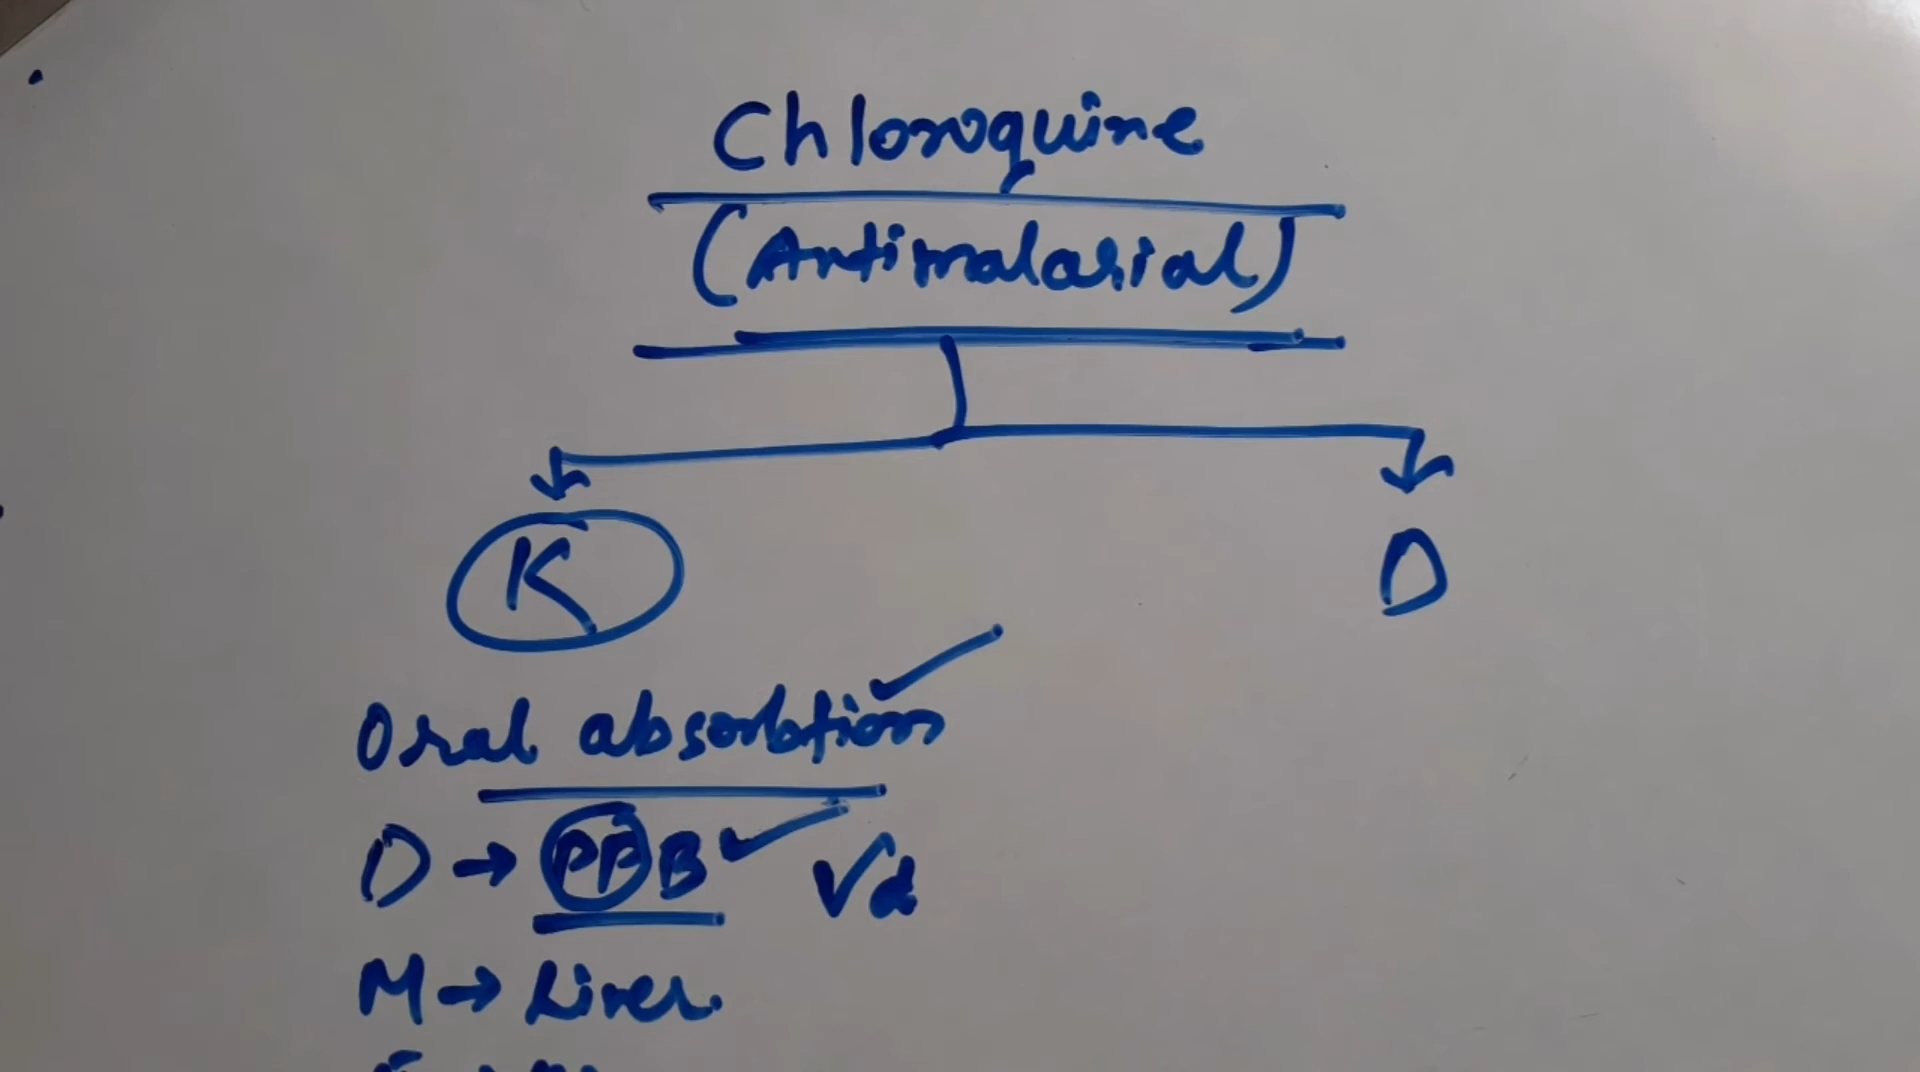 Chloroquine
(Antimalarial)
K
D
Oral absorbtion
D → PPB Vd
M → Liver